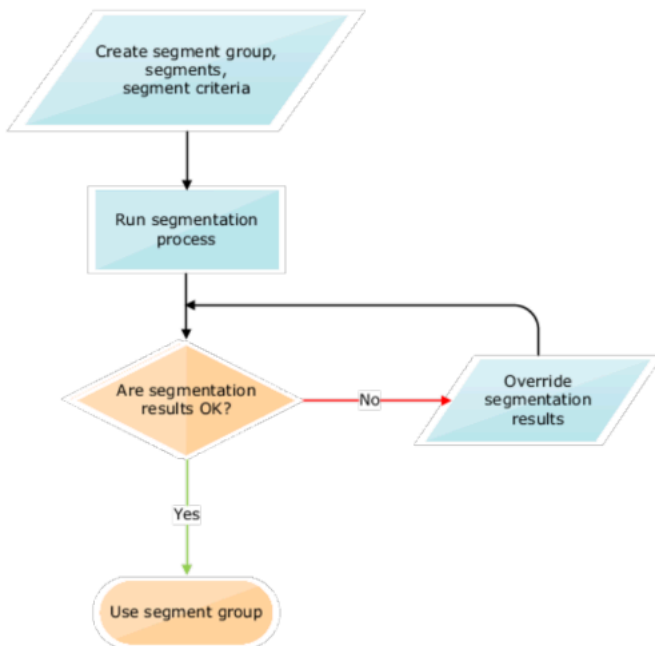 Create segment group,
segments,
segment criteria
Run segmentation
process
Are segmentation
results OK?
No
Override
segmentation
results
Yes
Use segment group